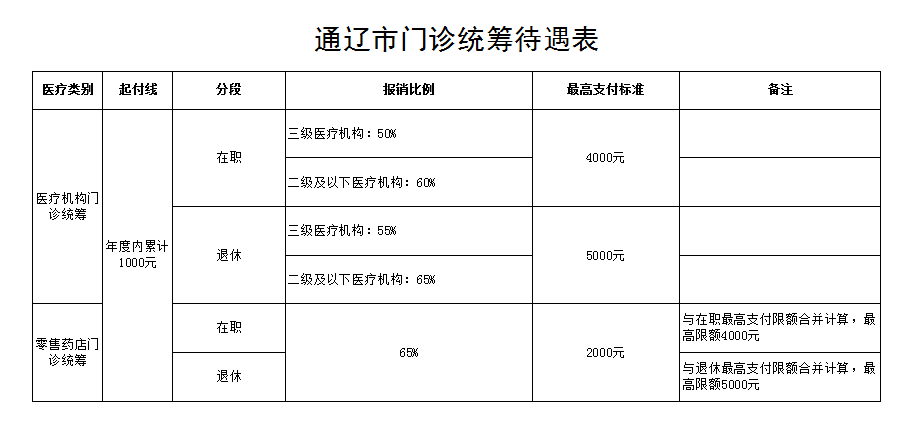 通辽市门诊统筹待遇表
医疗类别 起付线 分段 报销比例 最高支付标准 备注
医疗机构门
诊统筹
年度内累计
1000元
在职
三级医疗机构：50%
4000元
二级及以下医疗机构：60%
退休
三级医疗机构：55%
5000元
二级及以下医疗机构：65%
零售药店门
诊统筹
在职
65%
2000元
与在职最高支付限额合并计算，最
高限额4000元
退休
与退休最高支付限额合并计算，最
高限额5000元